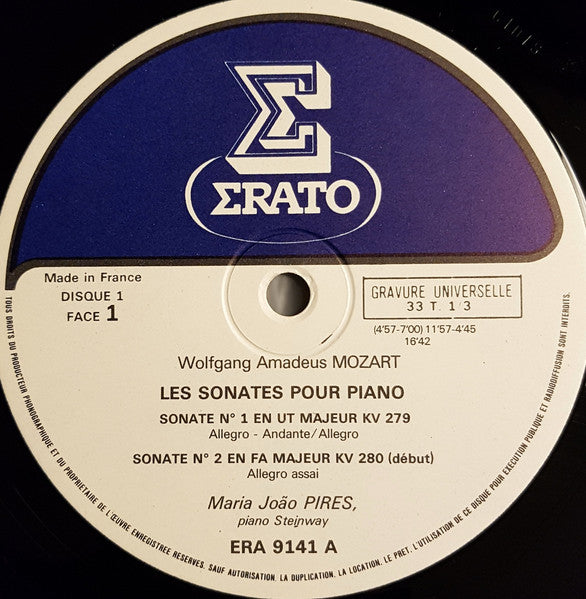 ΣRATO
Made in France
DISQUE 1
FACE 1
GRAVURE UNIVERSELLE
33 T. 1/3
(4'57-7'00) 11'57-4'45
16'42
Wolfgang Amadeus MOZART
LES SONATES POUR PIANO
SONATE N° 1 EN UT MAJEUR KV 279
Allegro - Andante/Allegro
SONATE N° 2 EN FA MAJEUR KV 280 (début)
Allegro assai
Maria João PIRES,
piano Steinway
ERA 9141 A
TOUS DROITS DU PRODUCTEUR PHONOGRAPHIQUE ET DU PROPRIETAIRE DE L'ŒUVRE ENREGISTREE RESERVES. SAUF AUTORISATION. LA DUPLICATION. LA LOCATION. LE PRET. L'UTILISATION DE CE DISQUE POUR EXECUTION PUBLIQUE ET RADIODIFFUSION SONT INTERDITS.